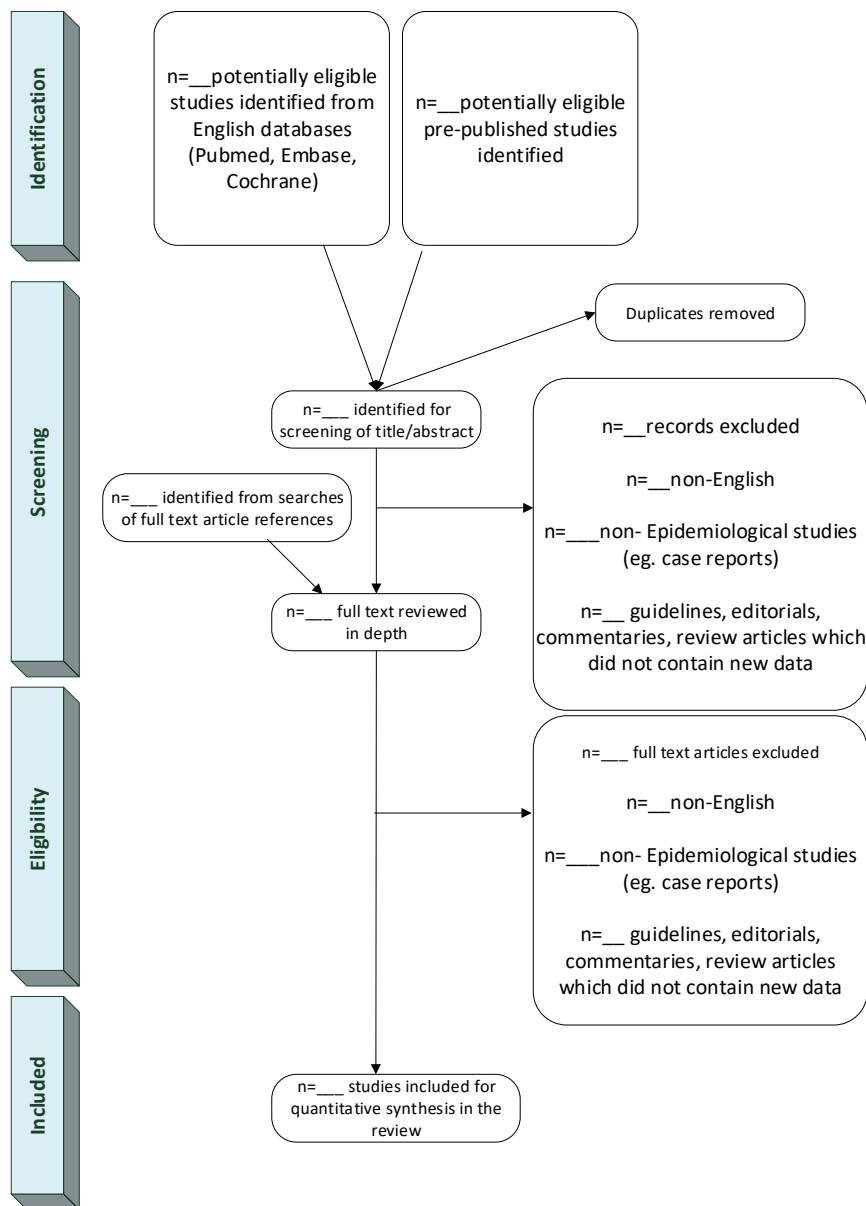 Identification
n=__potentially eligible
studies identified from
English databases
(Pubmed, Embase,
Cochrane)
n=__potentially eligible
pre-published studies
identified
Screening
Duplicates removed
n=___ identified for
screening of title/abstract
n=__records excluded
n=__non-English
n=___non- Epidemiological studies
(eg. case reports)
n=__ guidelines, editorials,
commentaries, review articles which
did not contain new data
n=___ identified from searches
of full text article references
n=___ full text reviewed
in depth
Eligibility
n=___ full text articles excluded
n=__non-English
n=___non- Epidemiological studies
(eg. case reports)
n=__ guidelines, editorials,
commentaries, review articles
which did not contain new data
Included
n=___ studies included for
quantitative synthesis in the
review